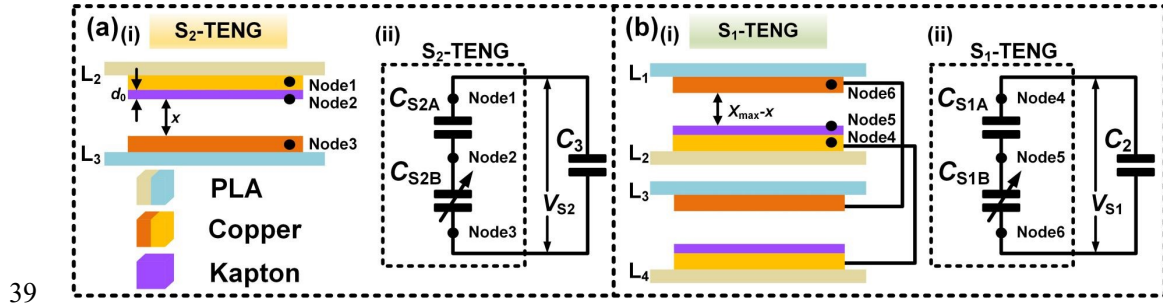 (a)(i)
S₂-TENG
L₂
d₀
x
Node1
Node2
Node3
L₃
PLA
Copper
Kapton
(ii)
S₂-TENG
C_S2A
Node1
Node2
C_S2B
Node3
V_S2
C₃
(b)(i)
S₁-TENG
L₁
Node6
X_max-x
Node5
Node4
L₂
L₃
L₄
(ii)
S₁-TENG
C_S1A
Node4
Node5
C_S1B
Node6
V_S1
C₂
39